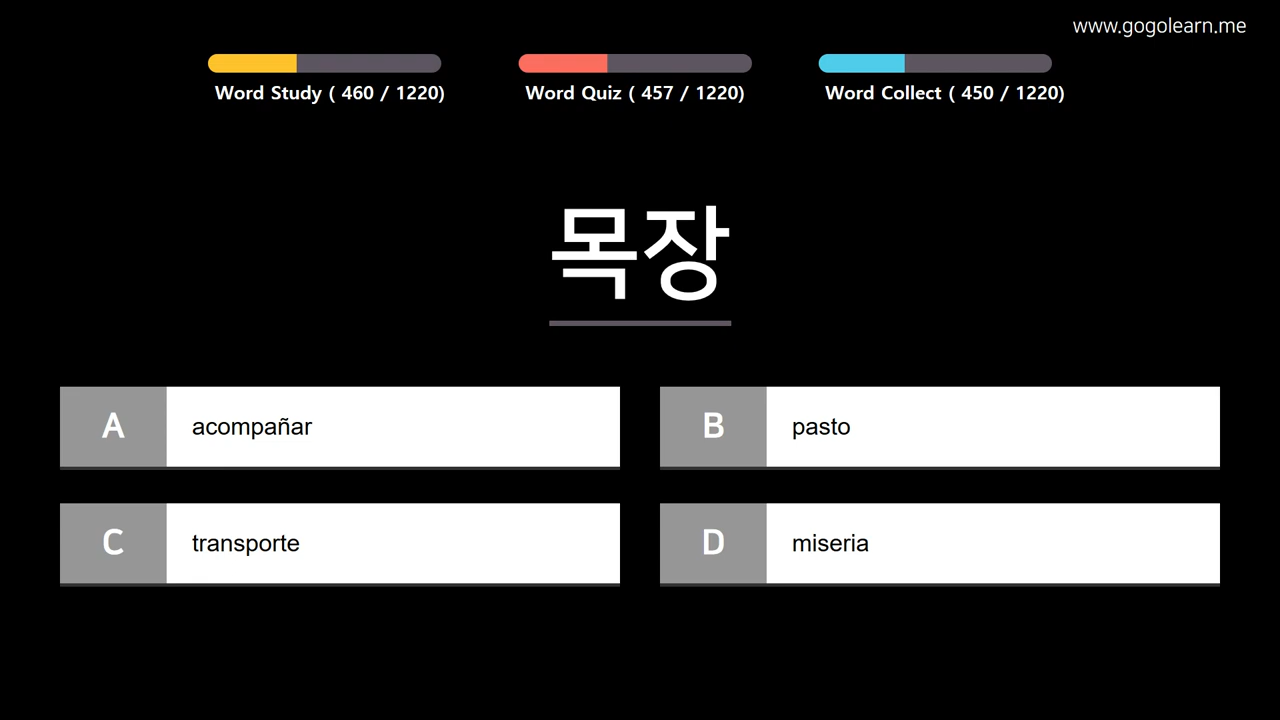 www.gogolearn.me
Word Study ( 460 / 1220)
Word Quiz ( 457 / 1220)
Word Collect ( 450 / 1220)
목장
A acompañar
B pasto
C transporte
D miseria